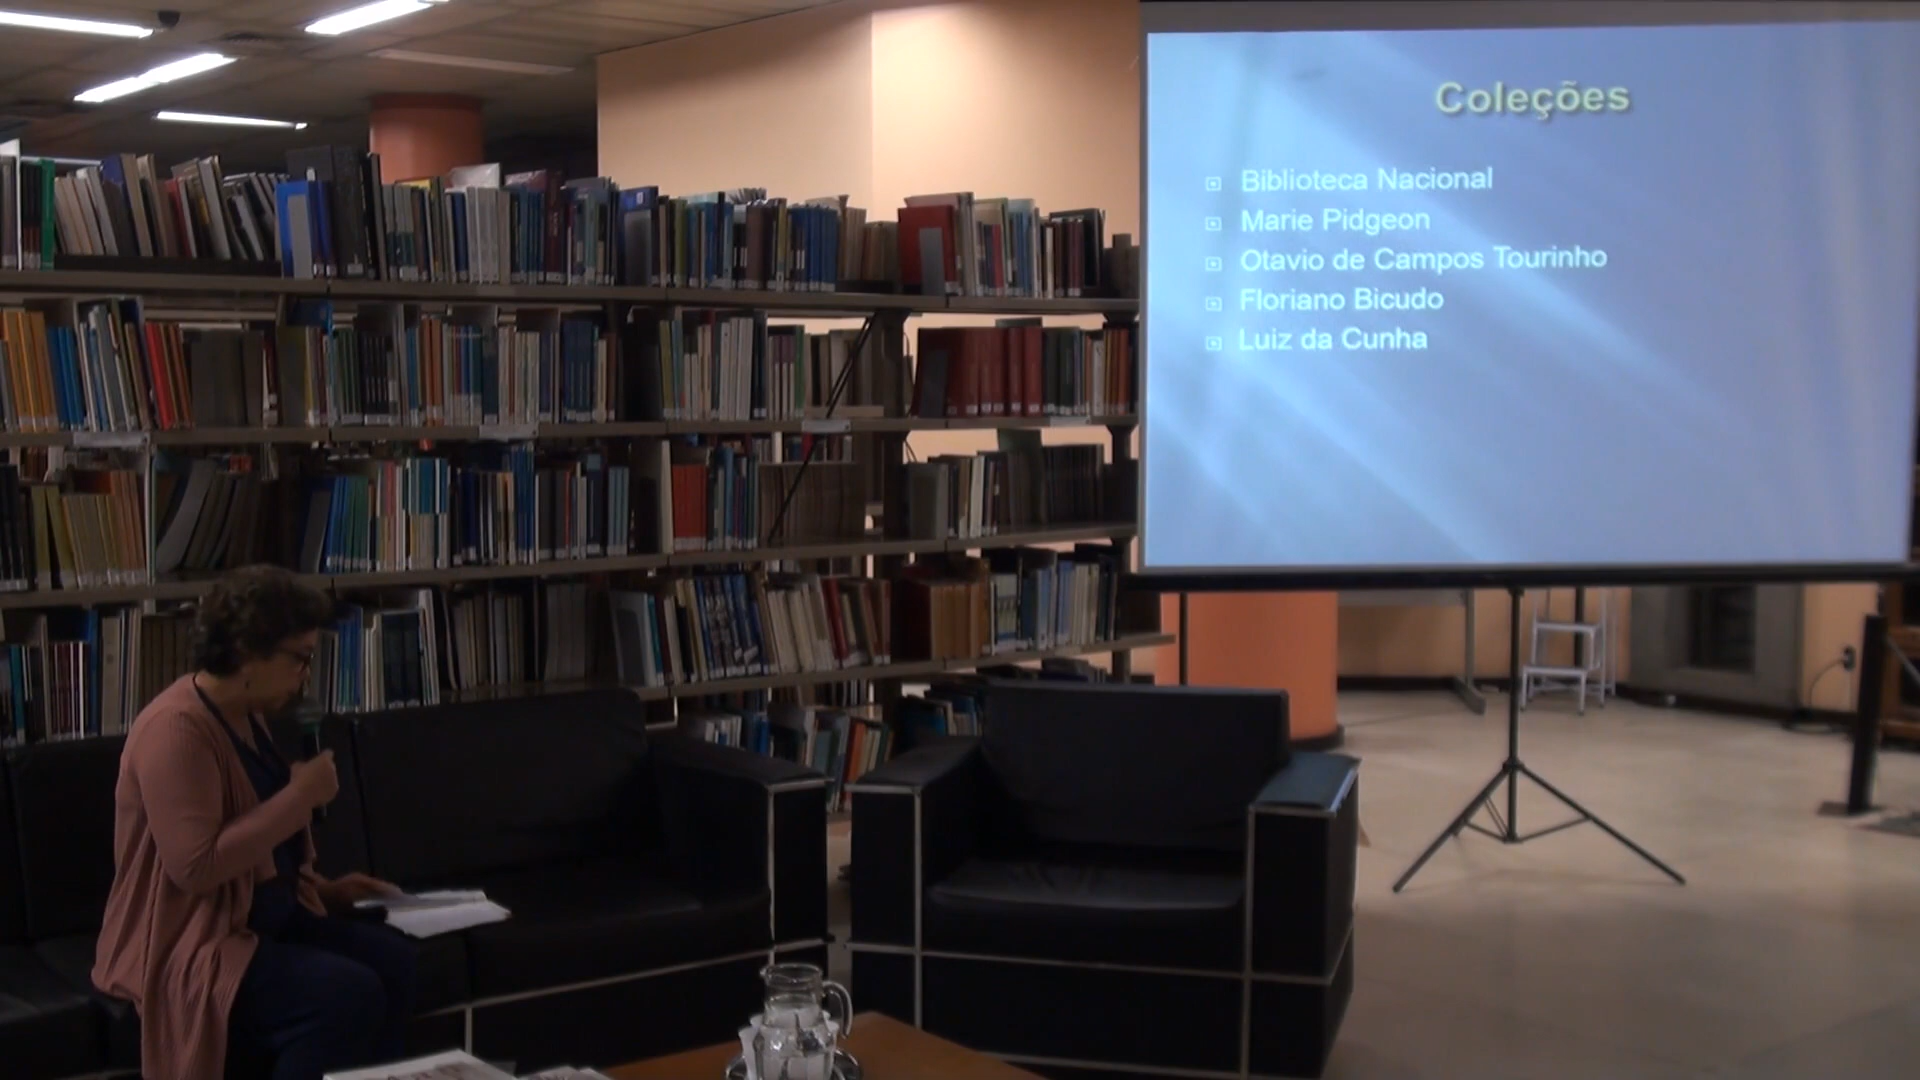 Coleções
Biblioteca Nacional
Marie Pidgeon
Otavio de Campos Tourinho
Floriano Bicudo
Luiz da Cunha